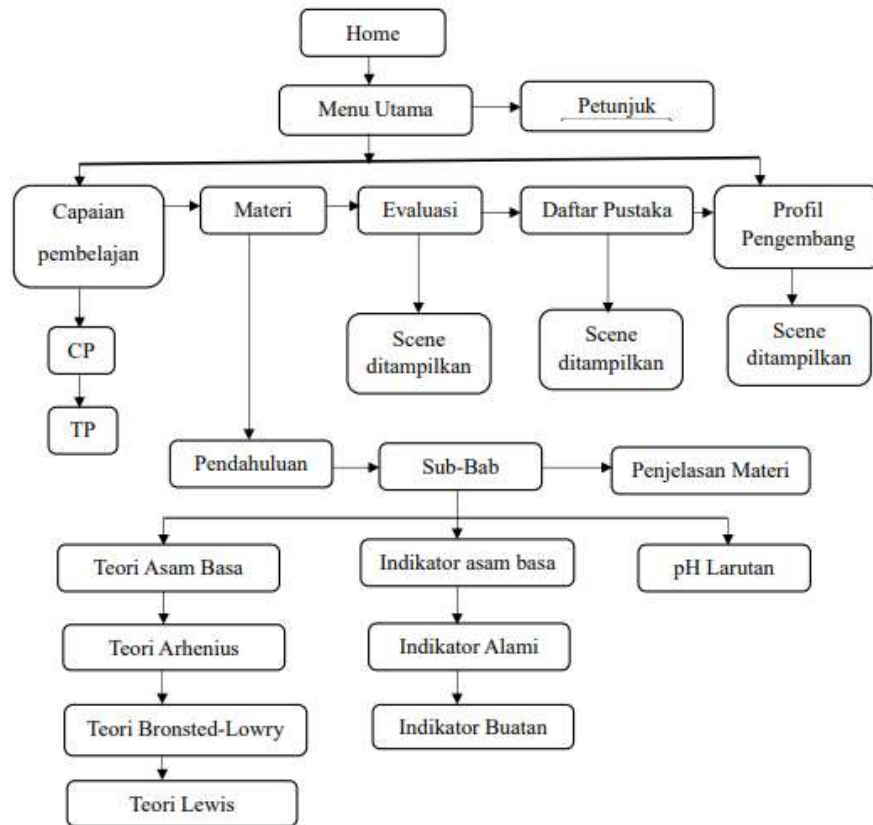 Home
Menu Utama
Petunjuk
Capaian
pembelajan
Materi
Evaluasi
Daftar Pustaka
Profil
Pengembang
Scene
ditampilkan
Scene
ditampilkan
Scene
ditampilkan
CP
TP
Pendahuluan
Sub-Bab
Penjelasan Materi
Teori Asam Basa
Indikator asam basa
pH Larutan
Teori Arhenius
Indikator Alami
Teori Bronsted-Lowry
Indikator Buatan
Teori Lewis